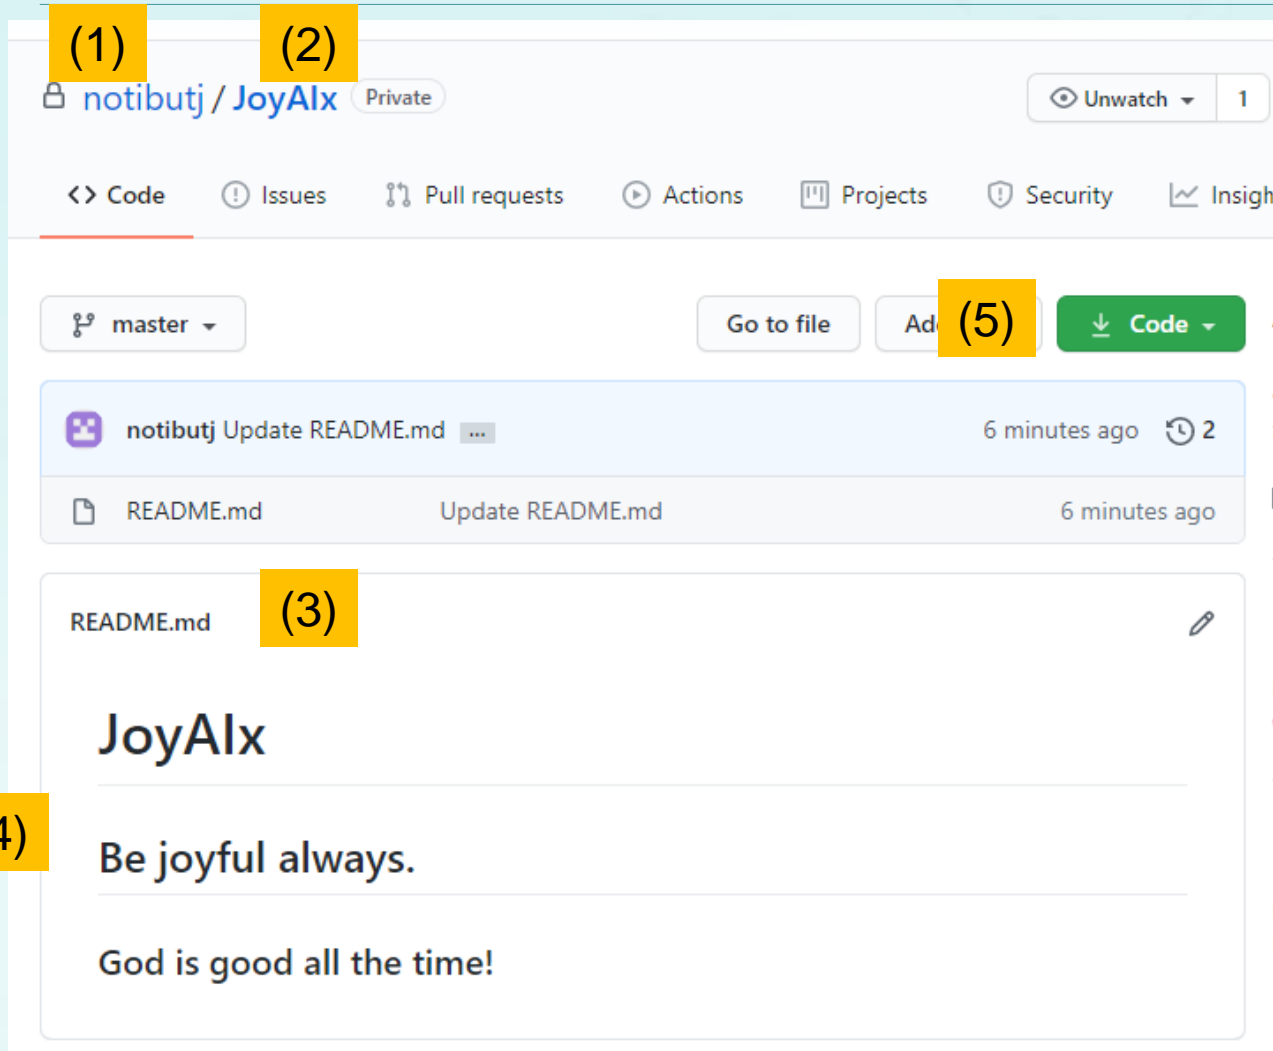 (1) (2)
notibutj / JoyAIx Private Unwatch 1
<> Code Issues Pull requests Actions Projects Security Insigh
master Go to file Ad (5) Code
notibutj Update README.md ... 6 minutes ago 2
README.md Update README.md 6 minutes ago
README.md (3)
JoyAIx
4)
Be joyful always.
God is good all the time!